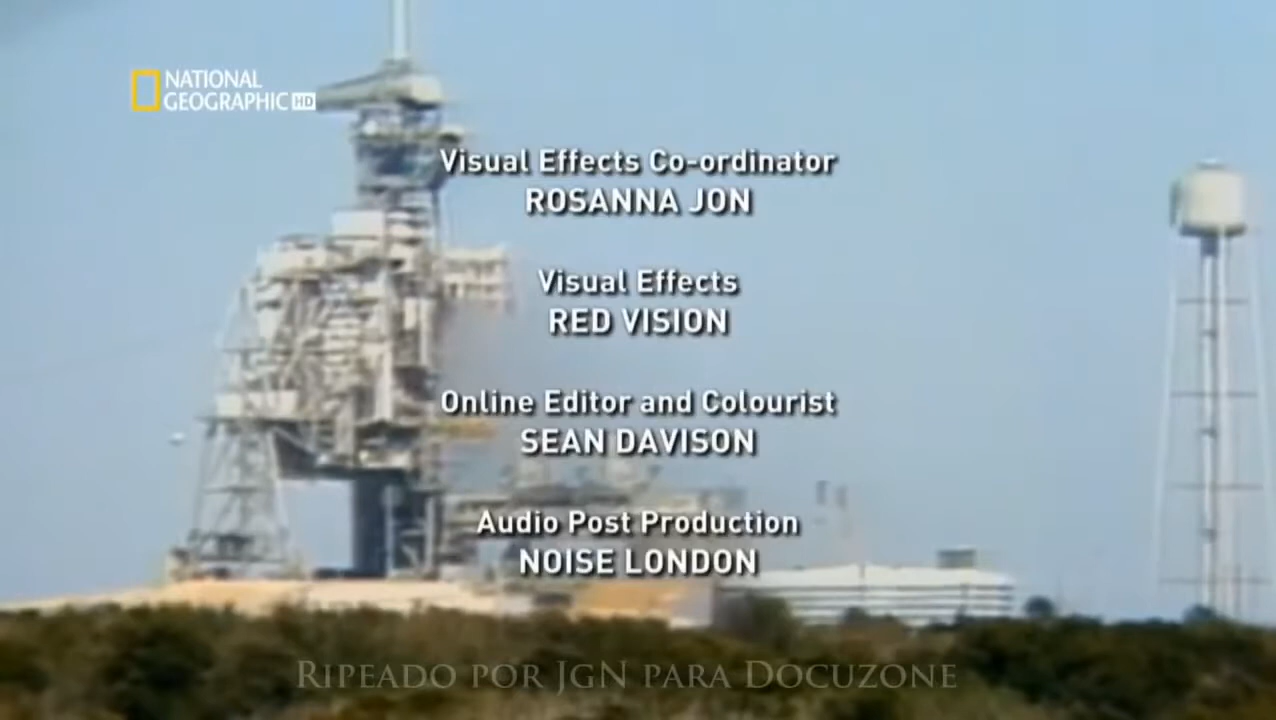 NATIONAL
GEOGRAPHIC HD
Visual Effects Co-ordinator
ROSANNA JON
Visual Effects
RED VISION
Online Editor and Colourist
SEAN DAVISON
Audio Post Production
NOISE LONDON
Ripeado por JgN para Docuzone